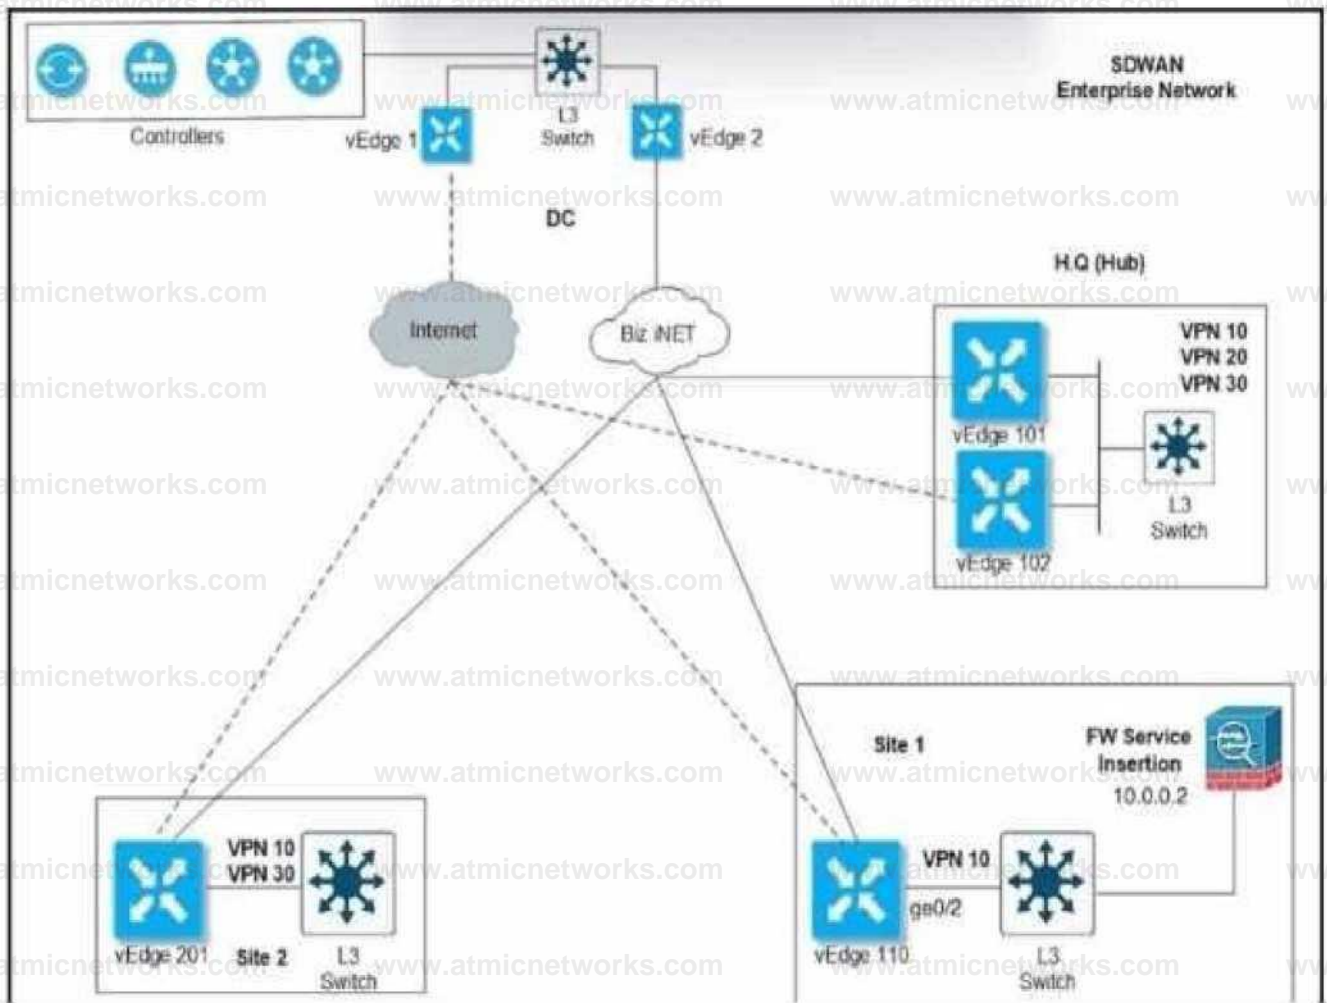 SDWAN
Enterprise Network
Controllers
vEdge 1
L3
Switch
vEdge 2
DC
H.Q (Hub)
Internet
Biz iNET
VPN 10
VPN 20
VPN 30
vEdge 101
L3
Switch
vEdge 102
Site 1
FW Service
Insertion
10.0.0.2
VPN 10
VPN 30
vEdge 201
Site 2
L3
Switch
VPN 10
ge0/2
vEdge 110
L3
Switch
www.atmicnetworks.com